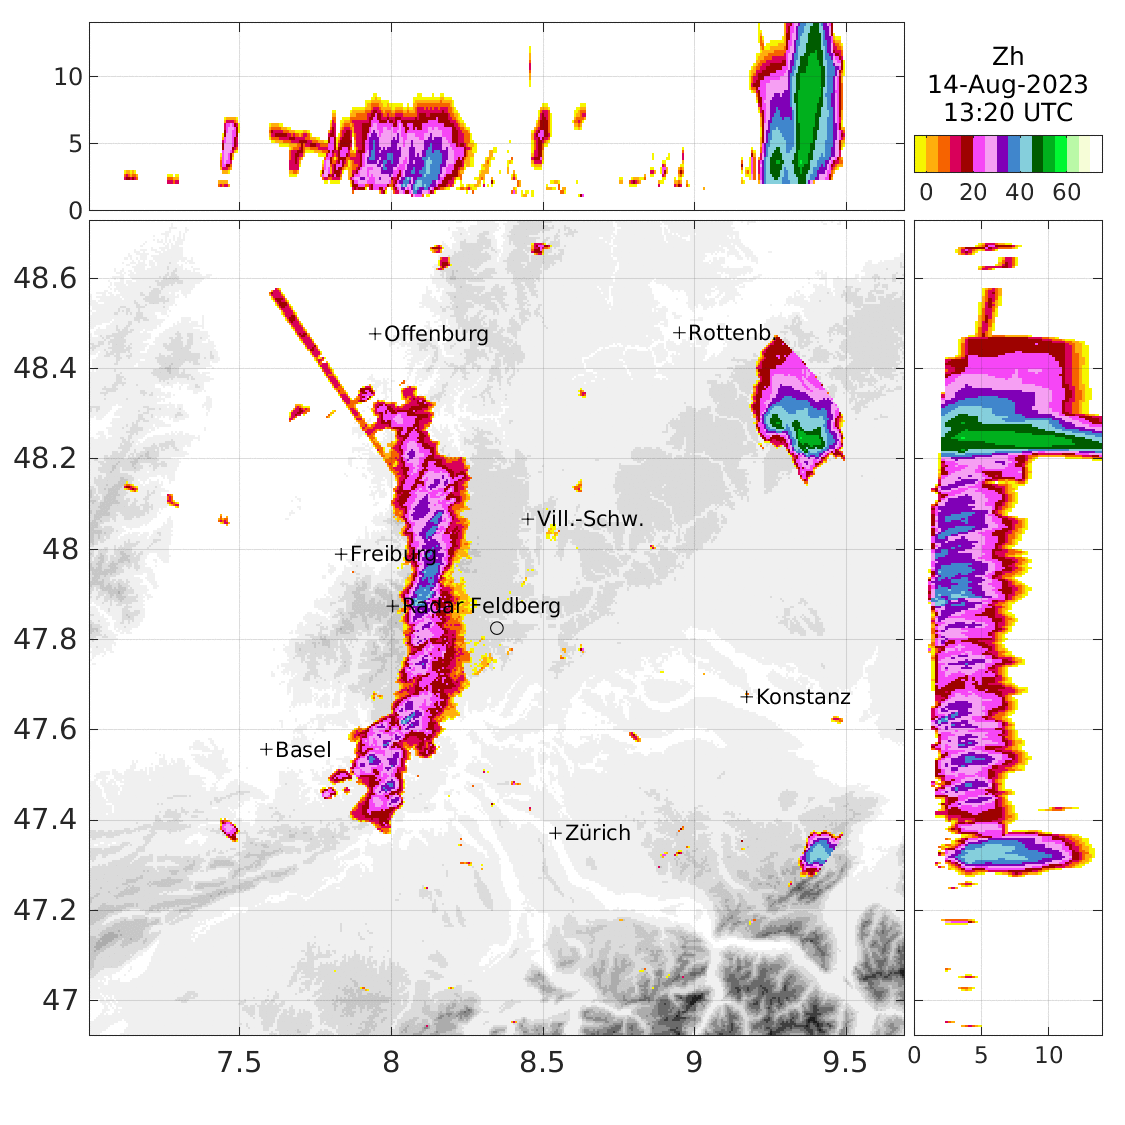 10
5
0
Zh
14-Aug-2023
13:20 UTC
0 20 40 60
48.6
48.4
48.2
48
47.8
47.6
47.4
47.2
47
+Offenburg
+Rottenb.
+Vill.-Schw.
+Freiburg
+Radar Feldberg
+Konstanz
+Basel
+Zürich
7.5 8 8.5 9 9.5
0 5 10